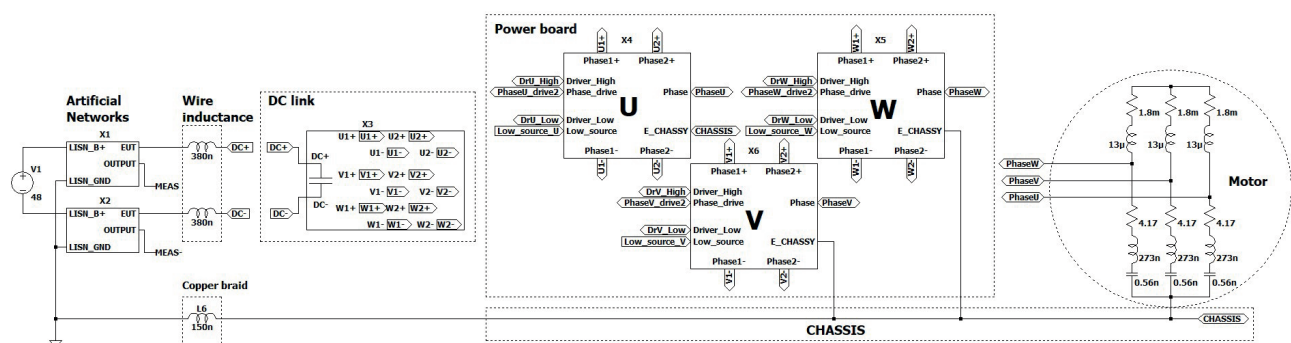 Artificial
Networks
X1
LISN_B+ EUT
OUTPUT
LISN_GND
MEAS
V1
48
X2
LISN_B+ EUT
OUTPUT
LISN_GND
MEAS-
Wire
inductance
380n
380n
DC+
DC-
Copper braid
L6
150n
DC link
X3
DC+
DC-
DC+
DC-
U1+ U1+ U2+ U2+
U1- U1- U2- U2-
V1+ V1+ V2+ V2+
V1- V1- V2- V2-
W1+ W1+ W2+ W2+
W1- W1- W2- W2-
Power board
X4
U1+ U2+
Phase1+ Phase2+
DrU_High Driver_High
PhaseU_drive2 Phase_drive
Phase PhaseU
U
DrU_Low Driver_Low
Low_source_U Low_source
E_CHASSY CHASSIS
Phase1- Phase2-
U1- U2-
X5
W1+ W2+
Phase1+ Phase2+
DrW_High Driver_High
PhaseW_drive2 Phase_drive
Phase PhaseW
W
DrW_Low Driver_Low
Low_source_W Low_source
E_CHASSY
Phase1- Phase2-
W1- W2-
X6
V1+ V2+
Phase1+ Phase2+
DrV_High Driver_High
PhaseV_drive2 Phase_drive
Phase PhaseV
V
DrV_Low Driver_Low
Low_source_V Low_source
E_CHASSY
Phase1- Phase2-
V1- V2-
PhaseW
PhaseV
PhaseU
1.8m 1.8m 1.8m
13µ 13µ 13µ
Motor
4.17 4.17 4.17
273n 273n 273n
0.56n 0.56n 0.56n
CHASSIS
CHASSIS